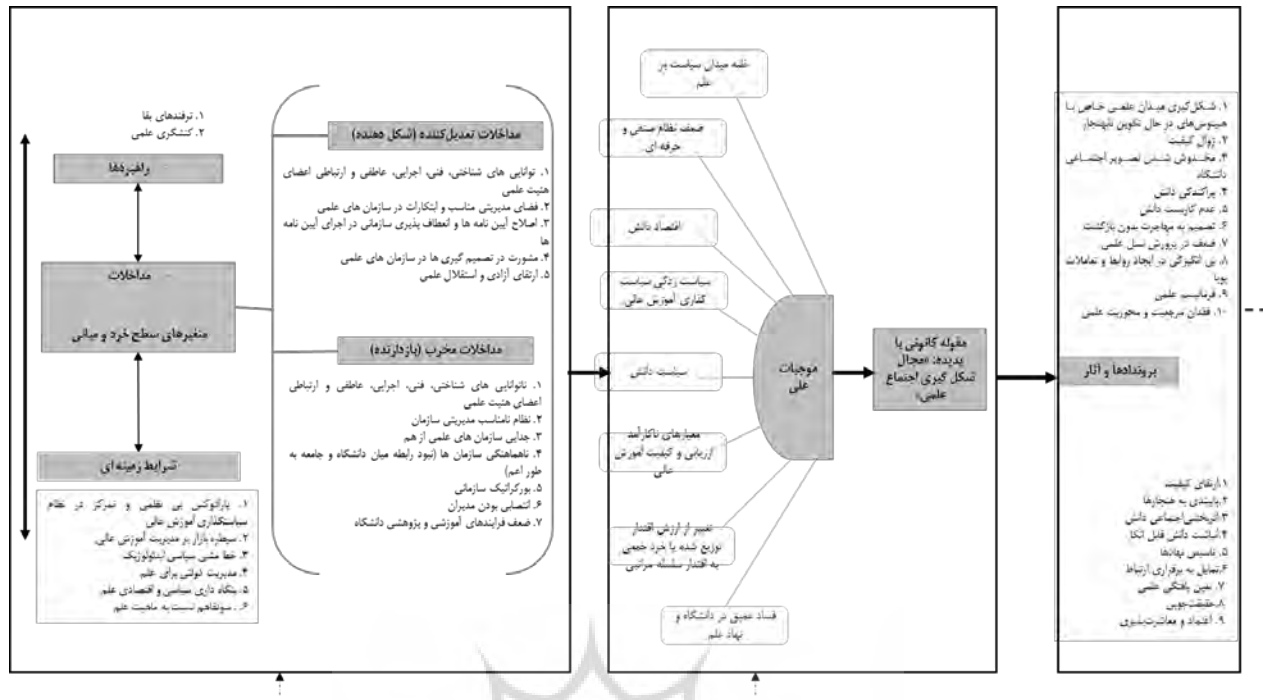 ۱. ترفندهای بقا
۲. کنشگری علمی
راهبردها
مداخلات
متغیرهای سطح خرد و میانی
شرایط زمینه ای
۱. پارادوکس بی نظمی و تمرکز در نظام
سیاستگذاری آموزش عالی
۲. سیطره بازار بر مدیریت آموزش عالی
۳. خط مشی سیاسی ایدئولوژیک
۴. مدیریت دولتی برای علم
۵. بنگاه داری سیاسی و اقتصادی علم
۶. سوتفاهم نسبت به ماهیت علم
مداخلات تعدیل‌کننده (شکل دهنده)
۱. توانایی های شناختی، فنی، اجرایی، عاطفی و ارتباطی اعضای
هئیت علمی
۲. فضای مدیریتی مناسب و ابتکارات در سازمان های علمی
۳. اصلاح آیین نامه ها و انعطاف پذیری سازمانی در اجرای آیین نامه
ها
۴. مشورت در تصمیم گیری ها در سازمان های علمی
۵. ارتقای آزادی و استقلال علمی
مداخلات مخرب (بازدارنده)
۱. ناتوانایی های شناختی، فنی، اجرایی، عاطفی و ارتباطی
اعضای هئیت علمی
۲. نظام نامناسب مدیریتی سازمان
۳. جدایی سازمان های علمی از هم
۴. ناهماهنگی سازمان ها (نبود رابطه میان دانشگاه و جامعه به
طور اعم)
۵. بورکراتیک سازمانی
۶. انتصابی بودن مدیران
۷. ضعف فرایندهای آموزشی و پژوهشی دانشگاه
غلبه میدان سیاست بر
علم
ضعف نظام صنفی و
حرفه ای
اقتصاد دانش
سیاست زدگی سیاست
گذاری آموزش عالی
سیاست دانش
معیارهای ناکارآمد
ارزیابی و کیفیت آموزش
عالی
تغییر از ارزش اقتدار
توزیع شده یا خرد جمعی
به اقتدار سلسله مراتبی
فساد عمیق در دانشگاه و
نهاد علم
موجبات
علی
مقوله کانونی یا
پدیده: «مجال
شکل گیری اجتماع
علمی»
۱. شکل‌گیری میدان علمی خاص با
هبیتوس‌های در حال تکوین نابهنجار
۲. زوال کیفیت
۳. مخدوش شدن تصویر اجتماعی
دانشگاه
۴. پراکندگی دانش
۵. عدم کاربست دانش
۶. تصمیم به مهاجرت بدون بازگشت
۷. ضعف در پرورش نسل علمی
۸. بی انگیزگی در ایجاد روابط و تعاملات
پویا
۹. فرمالیسم علمی
۱۰. فقدان مرجعیت و محوریت علمی
بروندادها و آثار
۱.ارتقای کیفیت
۲.پایبندی به هنجارها
۳.اثربخشی اجتماعی دانش
۴.انباشت دانش قابل اتکا
۵. تاسیس نهادها
۶.تمایل به برقراری ارتباط
۷. تعین یافتگی علمی
۸.حقیقت‌جویی
۹. اعتماد و معاشرت‌پذیری